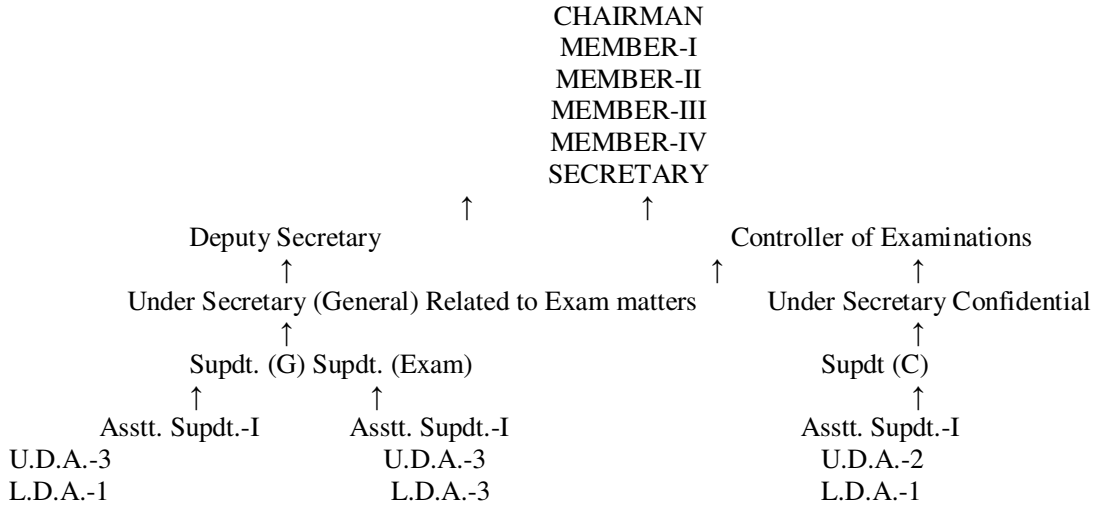 CHAIRMAN
MEMBER-I
MEMBER-II
MEMBER-III
MEMBER-IV
SECRETARY
↑ ↑
Deputy Secretary Controller of Examinations
↑ ↑ ↑
Under Secretary (General) Related to Exam matters Under Secretary Confidential
↑ ↑
Supdt. (G) Supdt. (Exam) Supdt (C)
↑ ↑ ↑
Asstt. Supdt.-I Asstt. Supdt.-I Asstt. Supdt.-I
U.D.A.-3 U.D.A.-3 U.D.A.-2
L.D.A.-1 L.D.A.-3 L.D.A.-1